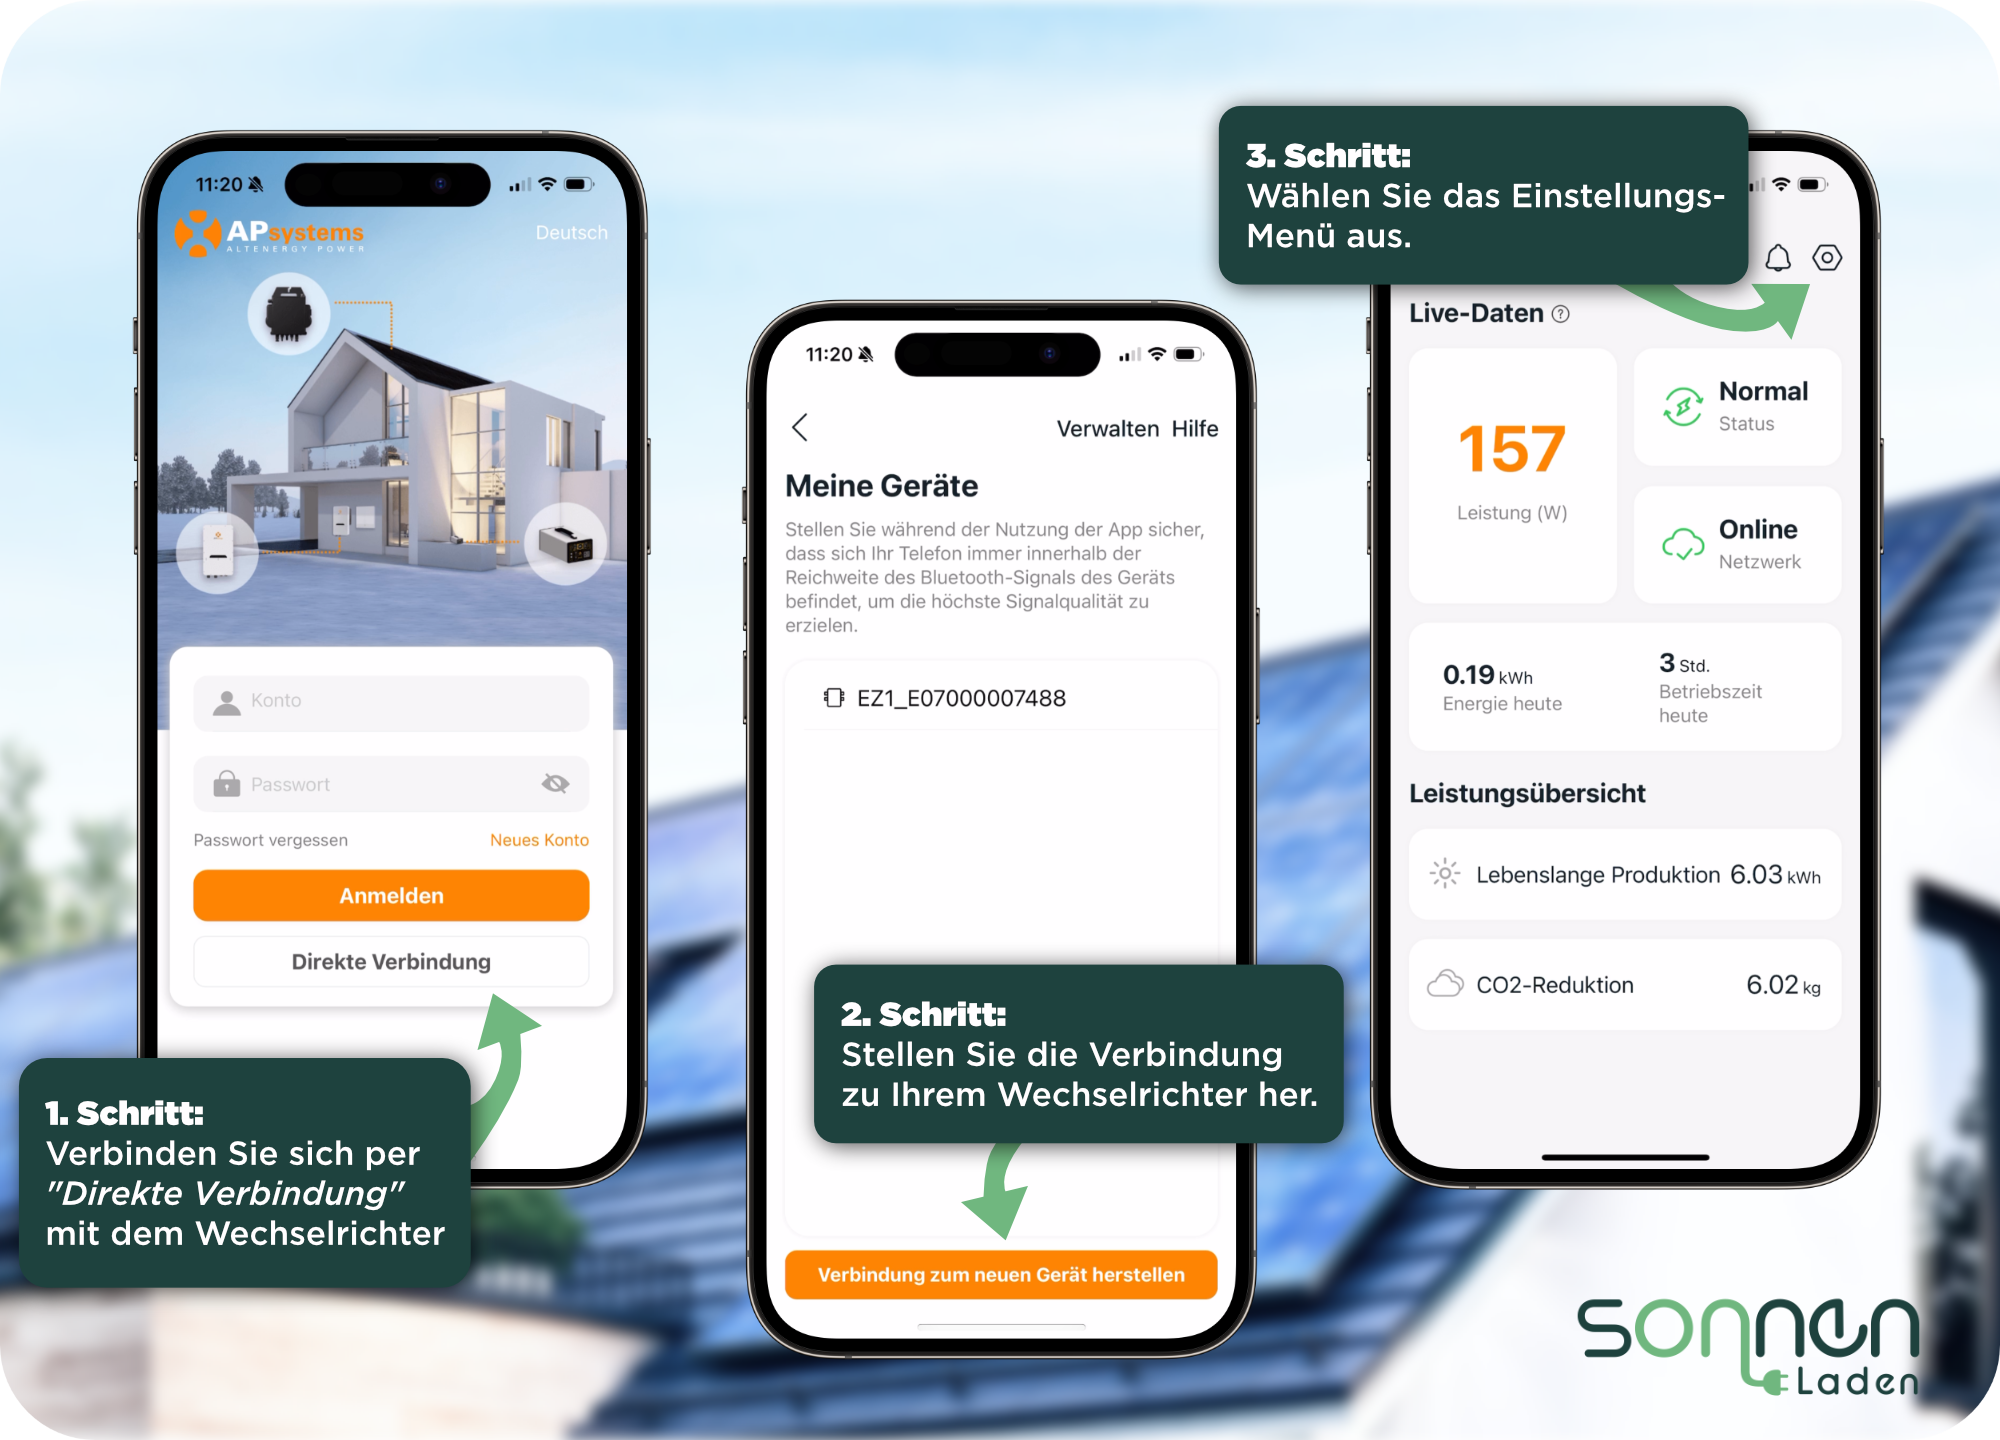 11:20
APsystems
ALTENERGY POWER
Deutsch
Konto
Passwort
Passwort vergessen
Neues Konto
Anmelden
Direkte Verbindung
1. Schritt:
Verbinden Sie sich per
"Direkte Verbindung"
mit dem Wechselrichter
11:20
Verwalten Hilfe
Meine Geräte
Stellen Sie während der Nutzung der App sicher,
dass sich Ihr Telefon immer innerhalb der
Reichweite des Bluetooth-Signals des Geräts
befindet, um die höchste Signalqualität zu
erzielen.
EZ1_E07000007488
2. Schritt:
Stellen Sie die Verbindung
zu Ihrem Wechselrichter her.
Verbindung zum neuen Gerät herstellen
3. Schritt:
Wählen Sie das Einstellungs-
Menü aus.
Live-Daten
157
Leistung (W)
Normal
Status
Online
Netzwerk
0.19 kWh
Energie heute
3 Std.
Betriebszeit
heute
Leistungsübersicht
Lebenslange Produktion 6.03 kWh
CO2-Reduktion 6.02 kg
sonnen
Laden